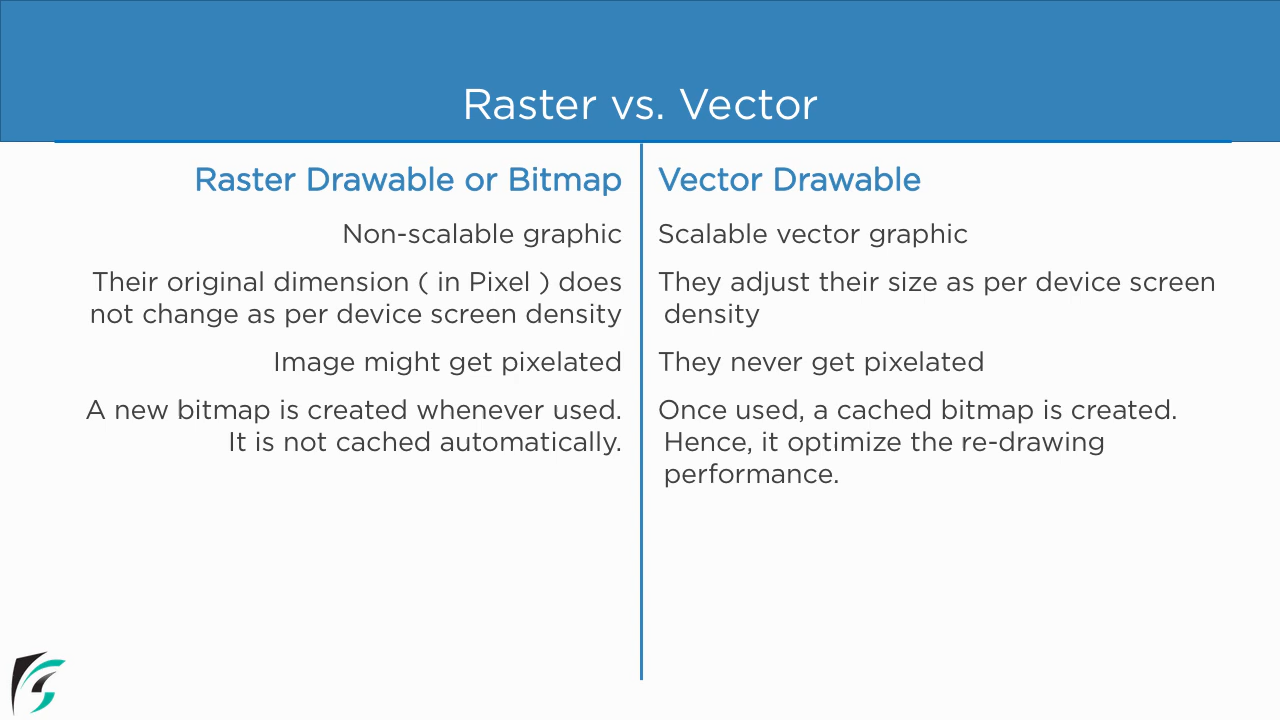 Raster vs. Vector
Raster Drawable or Bitmap
Non-scalable graphic
Their original dimension ( in Pixel ) does
not change as per device screen density
Image might get pixelated
A new bitmap is created whenever used.
It is not cached automatically.
Vector Drawable
Scalable vector graphic
They adjust their size as per device screen
density
They never get pixelated
Once used, a cached bitmap is created.
Hence, it optimize the re-drawing
performance.